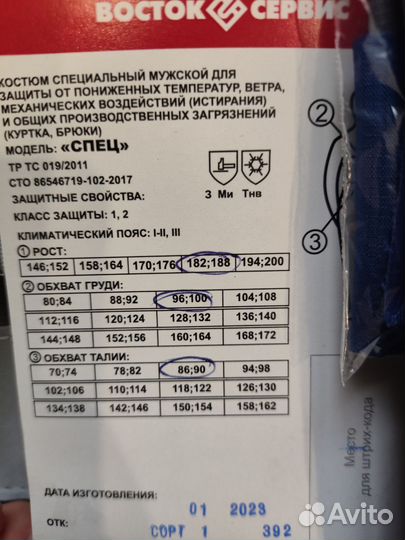 ВОСТОК СЕРВИС
КОСТЮМ СПЕЦИАЛЬНЫЙ МУЖСКОЙ ДЛЯ
ЗАЩИТЫ ОТ ПОНИЖЕННЫХ ТЕМПЕРАТУР, ВЕТРА,
МЕХАНИЧЕСКИХ ВОЗДЕЙСТВИЙ (ИСТИРАНИЯ)
И ОБЩИХ ПРОИЗВОДСТВЕННЫХ ЗАГРЯЗНЕНИЙ
(КУРТКА, БРЮКИ)
МОДЕЛЬ: «СПЕЦ»
ТР ТС 019/2011
СТО 86546719-102-2017
ЗАЩИТНЫЕ СВОЙСТВА: З Ми Тнв
КЛАСС ЗАЩИТЫ: 1, 2
КЛИМАТИЧЕСКИЙ ПОЯС: I-II, III
① РОСТ:
146;152 158;164 170;176 182;188 194;200
② ОБХВАТ ГРУДИ:
80;84 88;92 96;100 104;108
112;116 120;124 128;132 136;140
144;148 152;156 160;164 168;172
③ ОБХВАТ ТАЛИИ:
70;74 78;82 86;90 94;98
102;106 110;114 118;122 126;130
134;138 142;146 150;154 158;162
ДАТА ИЗГОТОВЛЕНИЯ: 01 2023
ОТК: СОРТ 1 392
②
③
Место
для штрих-кода
Avito